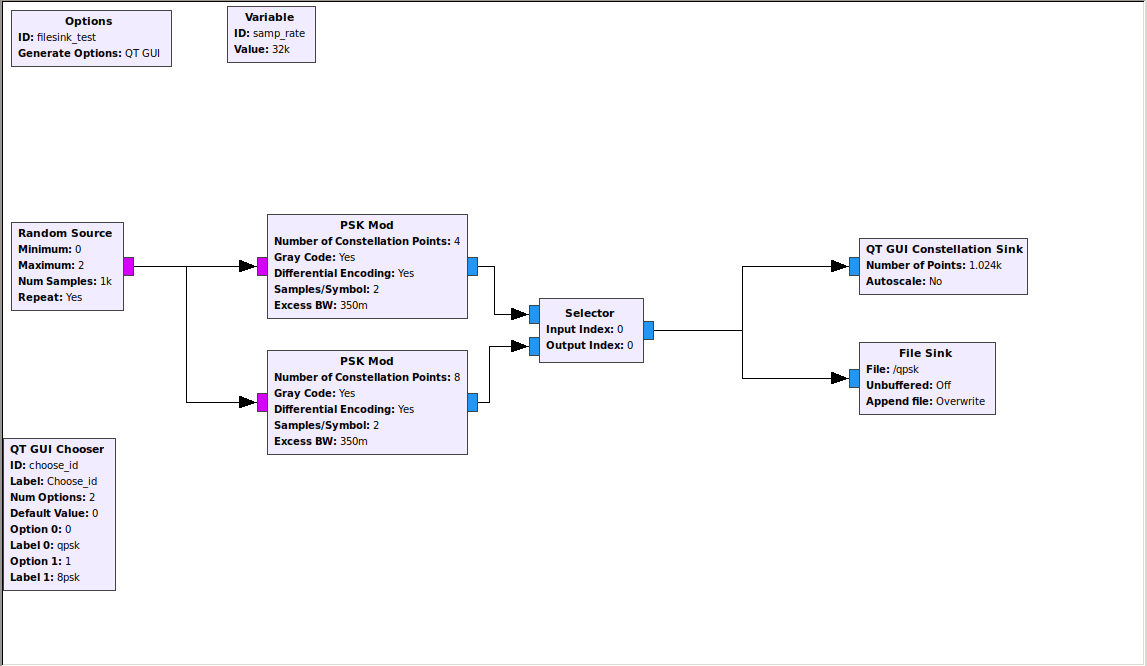 Options
ID: filesink_test
Generate Options: QT GUI
Variable
ID: samp_rate
Value: 32k
Random Source
Minimum: 0
Maximum: 2
Num Samples: 1k
Repeat: Yes
PSK Mod
Number of Constellation Points: 4
Gray Code: Yes
Differential Encoding: Yes
Samples/Symbol: 2
Excess BW: 350m
PSK Mod
Number of Constellation Points: 8
Gray Code: Yes
Differential Encoding: Yes
Samples/Symbol: 2
Excess BW: 350m
Selector
Input Index: 0
Output Index: 0
QT GUI Constellation Sink
Number of Points: 1.024k
Autoscale: No
File Sink
File: /qpsk
Unbuffered: Off
Append file: Overwrite
QT GUI Chooser
ID: choose_id
Label: Choose_id
Num Options: 2
Default Value: 0
Option 0: 0
Label 0: qpsk
Option 1: 1
Label 1: 8psk